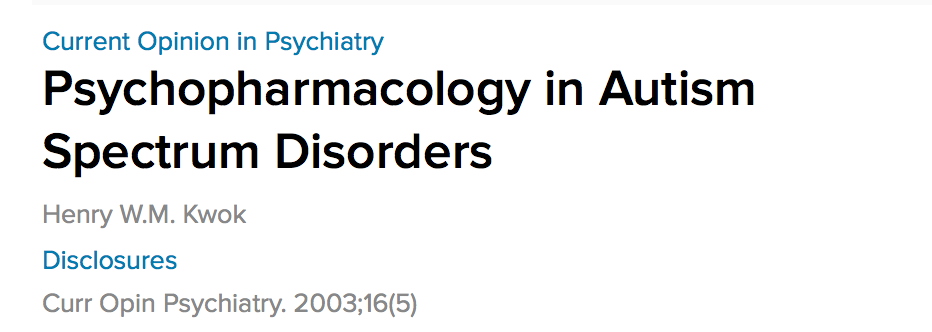 Current Opinion in Psychiatry
Psychopharmacology in Autism
Spectrum Disorders
Henry W.M. Kwok
Disclosures
Curr Opin Psychiatry. 2003;16(5)